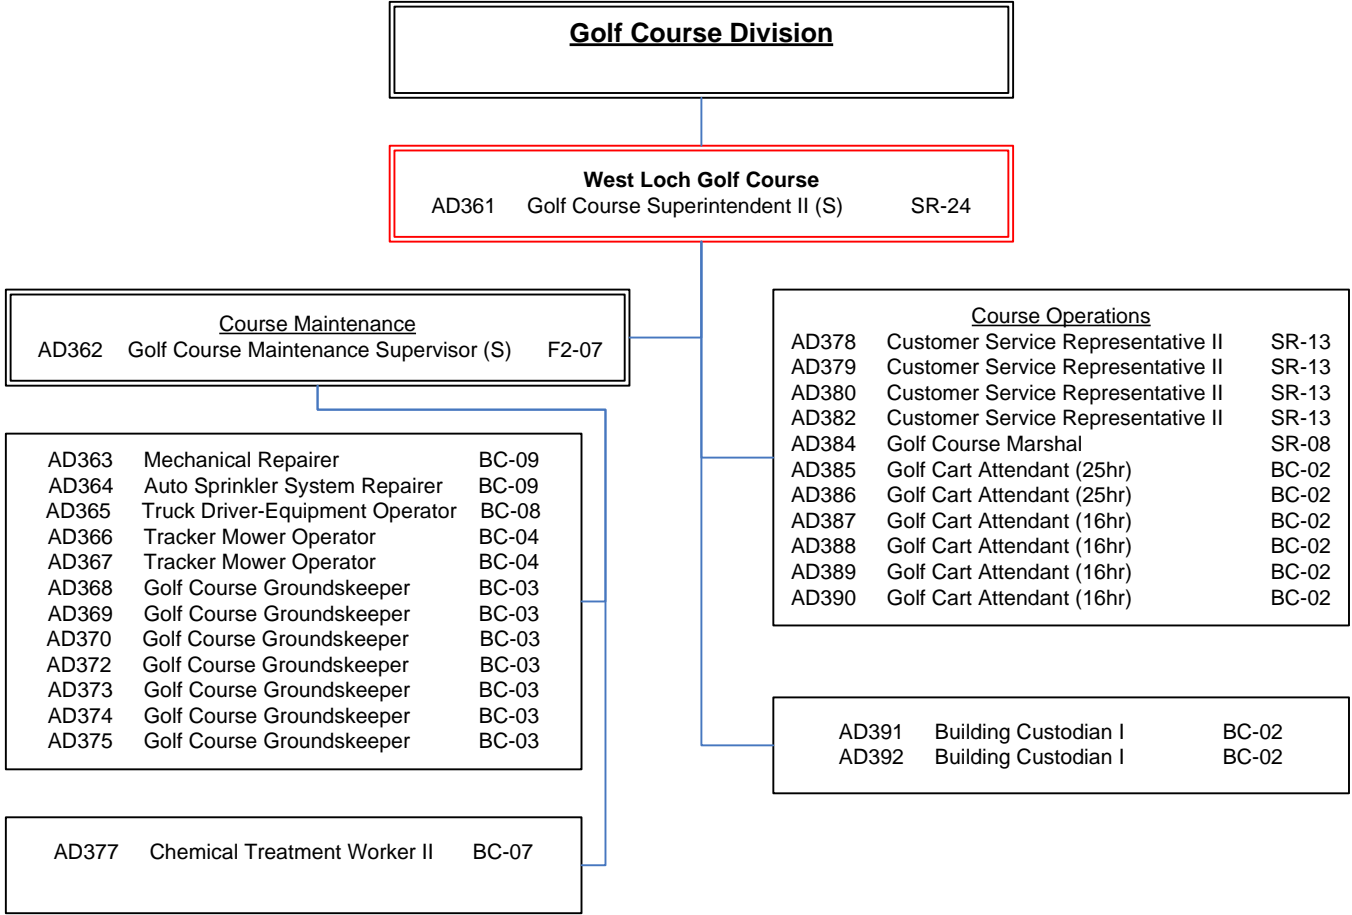 Golf Course Division
West Loch Golf Course
AD361 Golf Course Superintendent II (S) SR-24
Course Maintenance
AD362 Golf Course Maintenance Supervisor (S) F2-07
AD363 Mechanical Repairer BC-09
AD364 Auto Sprinkler System Repairer BC-09
AD365 Truck Driver-Equipment Operator BC-08
AD366 Tracker Mower Operator BC-04
AD367 Tracker Mower Operator BC-04
AD368 Golf Course Groundskeeper BC-03
AD369 Golf Course Groundskeeper BC-03
AD370 Golf Course Groundskeeper BC-03
AD372 Golf Course Groundskeeper BC-03
AD373 Golf Course Groundskeeper BC-03
AD374 Golf Course Groundskeeper BC-03
AD375 Golf Course Groundskeeper BC-03
AD377 Chemical Treatment Worker II BC-07
Course Operations
AD378 Customer Service Representative II SR-13
AD379 Customer Service Representative II SR-13
AD380 Customer Service Representative II SR-13
AD382 Customer Service Representative II SR-13
AD384 Golf Course Marshal SR-08
AD385 Golf Cart Attendant (25hr) BC-02
AD386 Golf Cart Attendant (25hr) BC-02
AD387 Golf Cart Attendant (16hr) BC-02
AD388 Golf Cart Attendant (16hr) BC-02
AD389 Golf Cart Attendant (16hr) BC-02
AD390 Golf Cart Attendant (16hr) BC-02
AD391 Building Custodian I BC-02
AD392 Building Custodian I BC-02